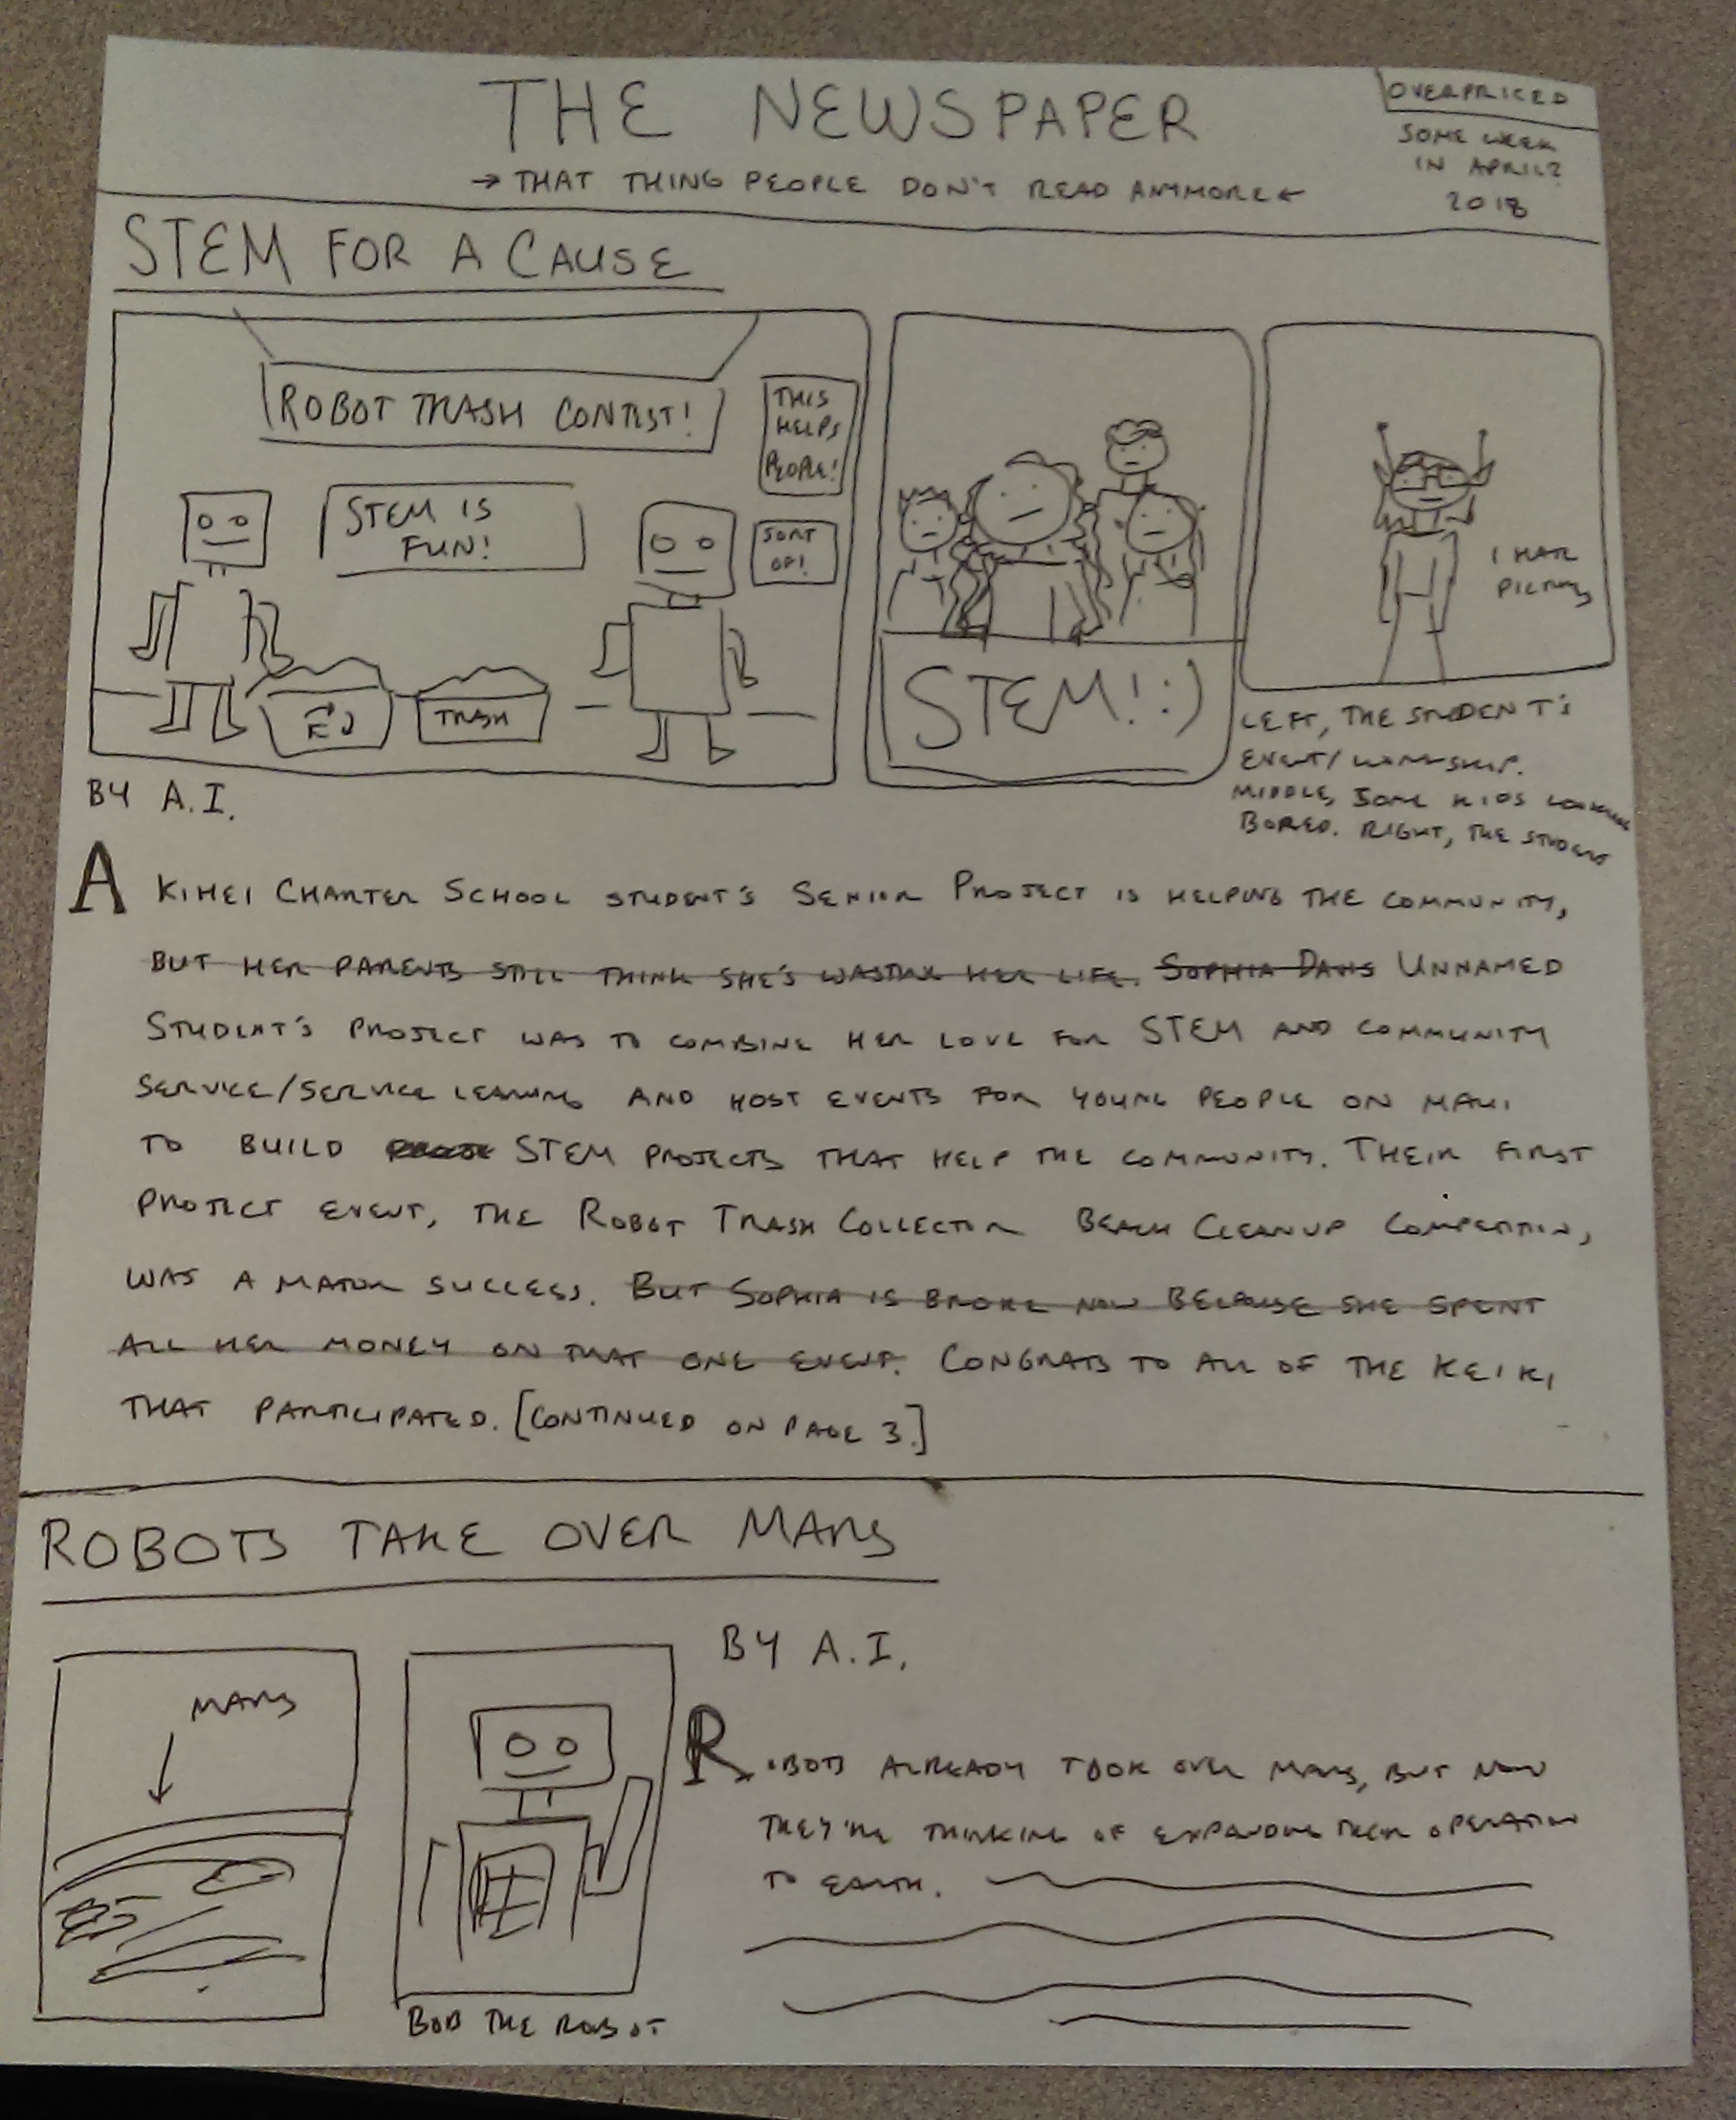 THE NEWSPAPER
→ THAT THING PEOPLE DON'T READ ANYMORE ←
OVERPRICED
SOME WEEK
IN APRIL?
2018
STEM FOR A CAUSE
ROBOT TRASH CONTEST!
THIS
HELPS
PEOPLE!
STEM IS
FUN!
SORT
OF!
TRASH
STEM! :)
I HATE
PICTURES
LEFT, THE STUDENT'S
EVENT/WORKSHOP.
MIDDLE, SOME KIDS LOOKING
BORED. RIGHT, THE STUDENT
BY A.I.
A KIHEI CHARTER SCHOOL STUDENT'S SENIOR PROJECT IS HELPING THE COMMUNITY,
BUT HER PARENTS STILL THINK SHE'S WASTING HER LIFE. SOPHIA DAVIS UNNAMED
STUDENT'S PROJECT WAS TO COMBINE HER LOVE FOR STEM AND COMMUNITY
SERVICE/SERVICE LEARNING AND HOST EVENTS FOR YOUNG PEOPLE ON MAUI
TO BUILD STEM PROJECTS THAT HELP THE COMMUNITY. THEIR FIRST
PROJECT EVENT, THE ROBOT TRASH COLLECTOR BEACH CLEANUP COMPETITION,
WAS A MAJOR SUCCESS. BUT SOPHIA IS BROKE NOW BECAUSE SHE SPENT
ALL HER MONEY ON THAT ONE EVENT. CONGRATS TO ALL OF THE KEIKI
THAT PARTICIPATED. [CONTINUED ON PAGE 3.]
ROBOTS TAKE OVER MARS
MARS
BOB THE ROBOT
BY A.I.
ROBOTS ALREADY TOOK OVER MARS, BUT NOW
THEY'RE THINKING OF EXPANDING THEIR OPERATION
TO EARTH.